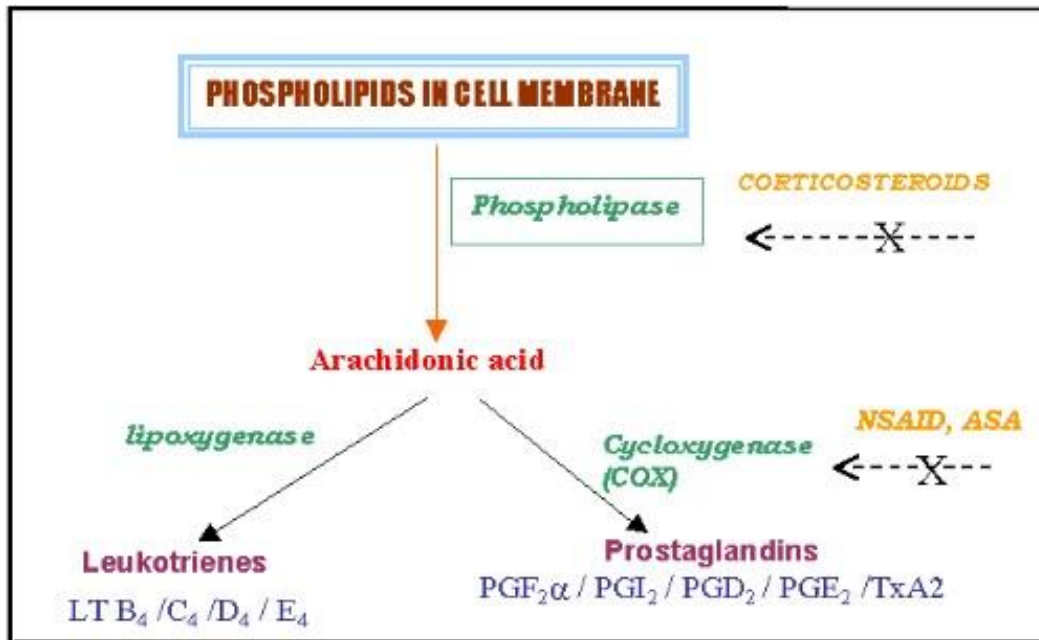 PHOSPHOLIPIDS IN CELL MEMBRANE
CORTICOSTEROIDS
Phospholipase
X
Arachidonic acid
lipoxygenase
NSAID, ASA
Cycloxygenase
(COX)
X
Leukotrienes
Prostaglandins
LT B₄ /C₄ /D₄ / E₄
PGF₂α / PGI₂ / PGD₂ / PGE₂ /TxA2